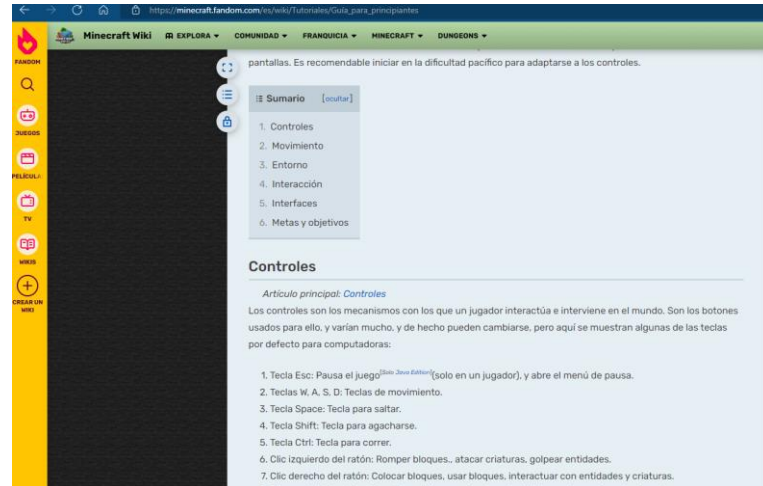 https://minecraft.fandom.com/es/wiki/Tutoriales/Guía_para_principiantes
Minecraft Wiki EXPLORA COMUNIDAD FRANQUICIA MINECRAFT DUNGEONS
FANDOM
JUEGOS
PELÍCULA
TV
WIKIS
CREAR UN
WIKI
pantallas. Es recomendable iniciar en la dificultad pacífico para adaptarse a los controles.
Sumario [ocultar]
1. Controles
2. Movimiento
3. Entorno
4. Interacción
5. Interfaces
6. Metas y objetivos
Controles
Artículo principal: Controles
Los controles son los mecanismos con los que un jugador interactúa e interviene en el mundo. Son los botones
usados para ello, y varían mucho, y de hecho pueden cambiarse, pero aquí se muestran algunas de las teclas
por defecto para computadoras:
1. Tecla Esc: Pausa el juego[Solo Java Edition](solo en un jugador), y abre el menú de pausa.
2. Teclas W, A, S, D: Teclas de movimiento.
3. Tecla Space: Tecla para saltar.
4. Tecla Shift: Tecla para agacharse.
5. Tecla Ctrl: Tecla para correr.
6. Clic izquierdo del ratón: Romper bloques., atacar criaturas, golpear entidades.
7. Clic derecho del ratón: Colocar bloques, usar bloques, interactuar con entidades y criaturas.